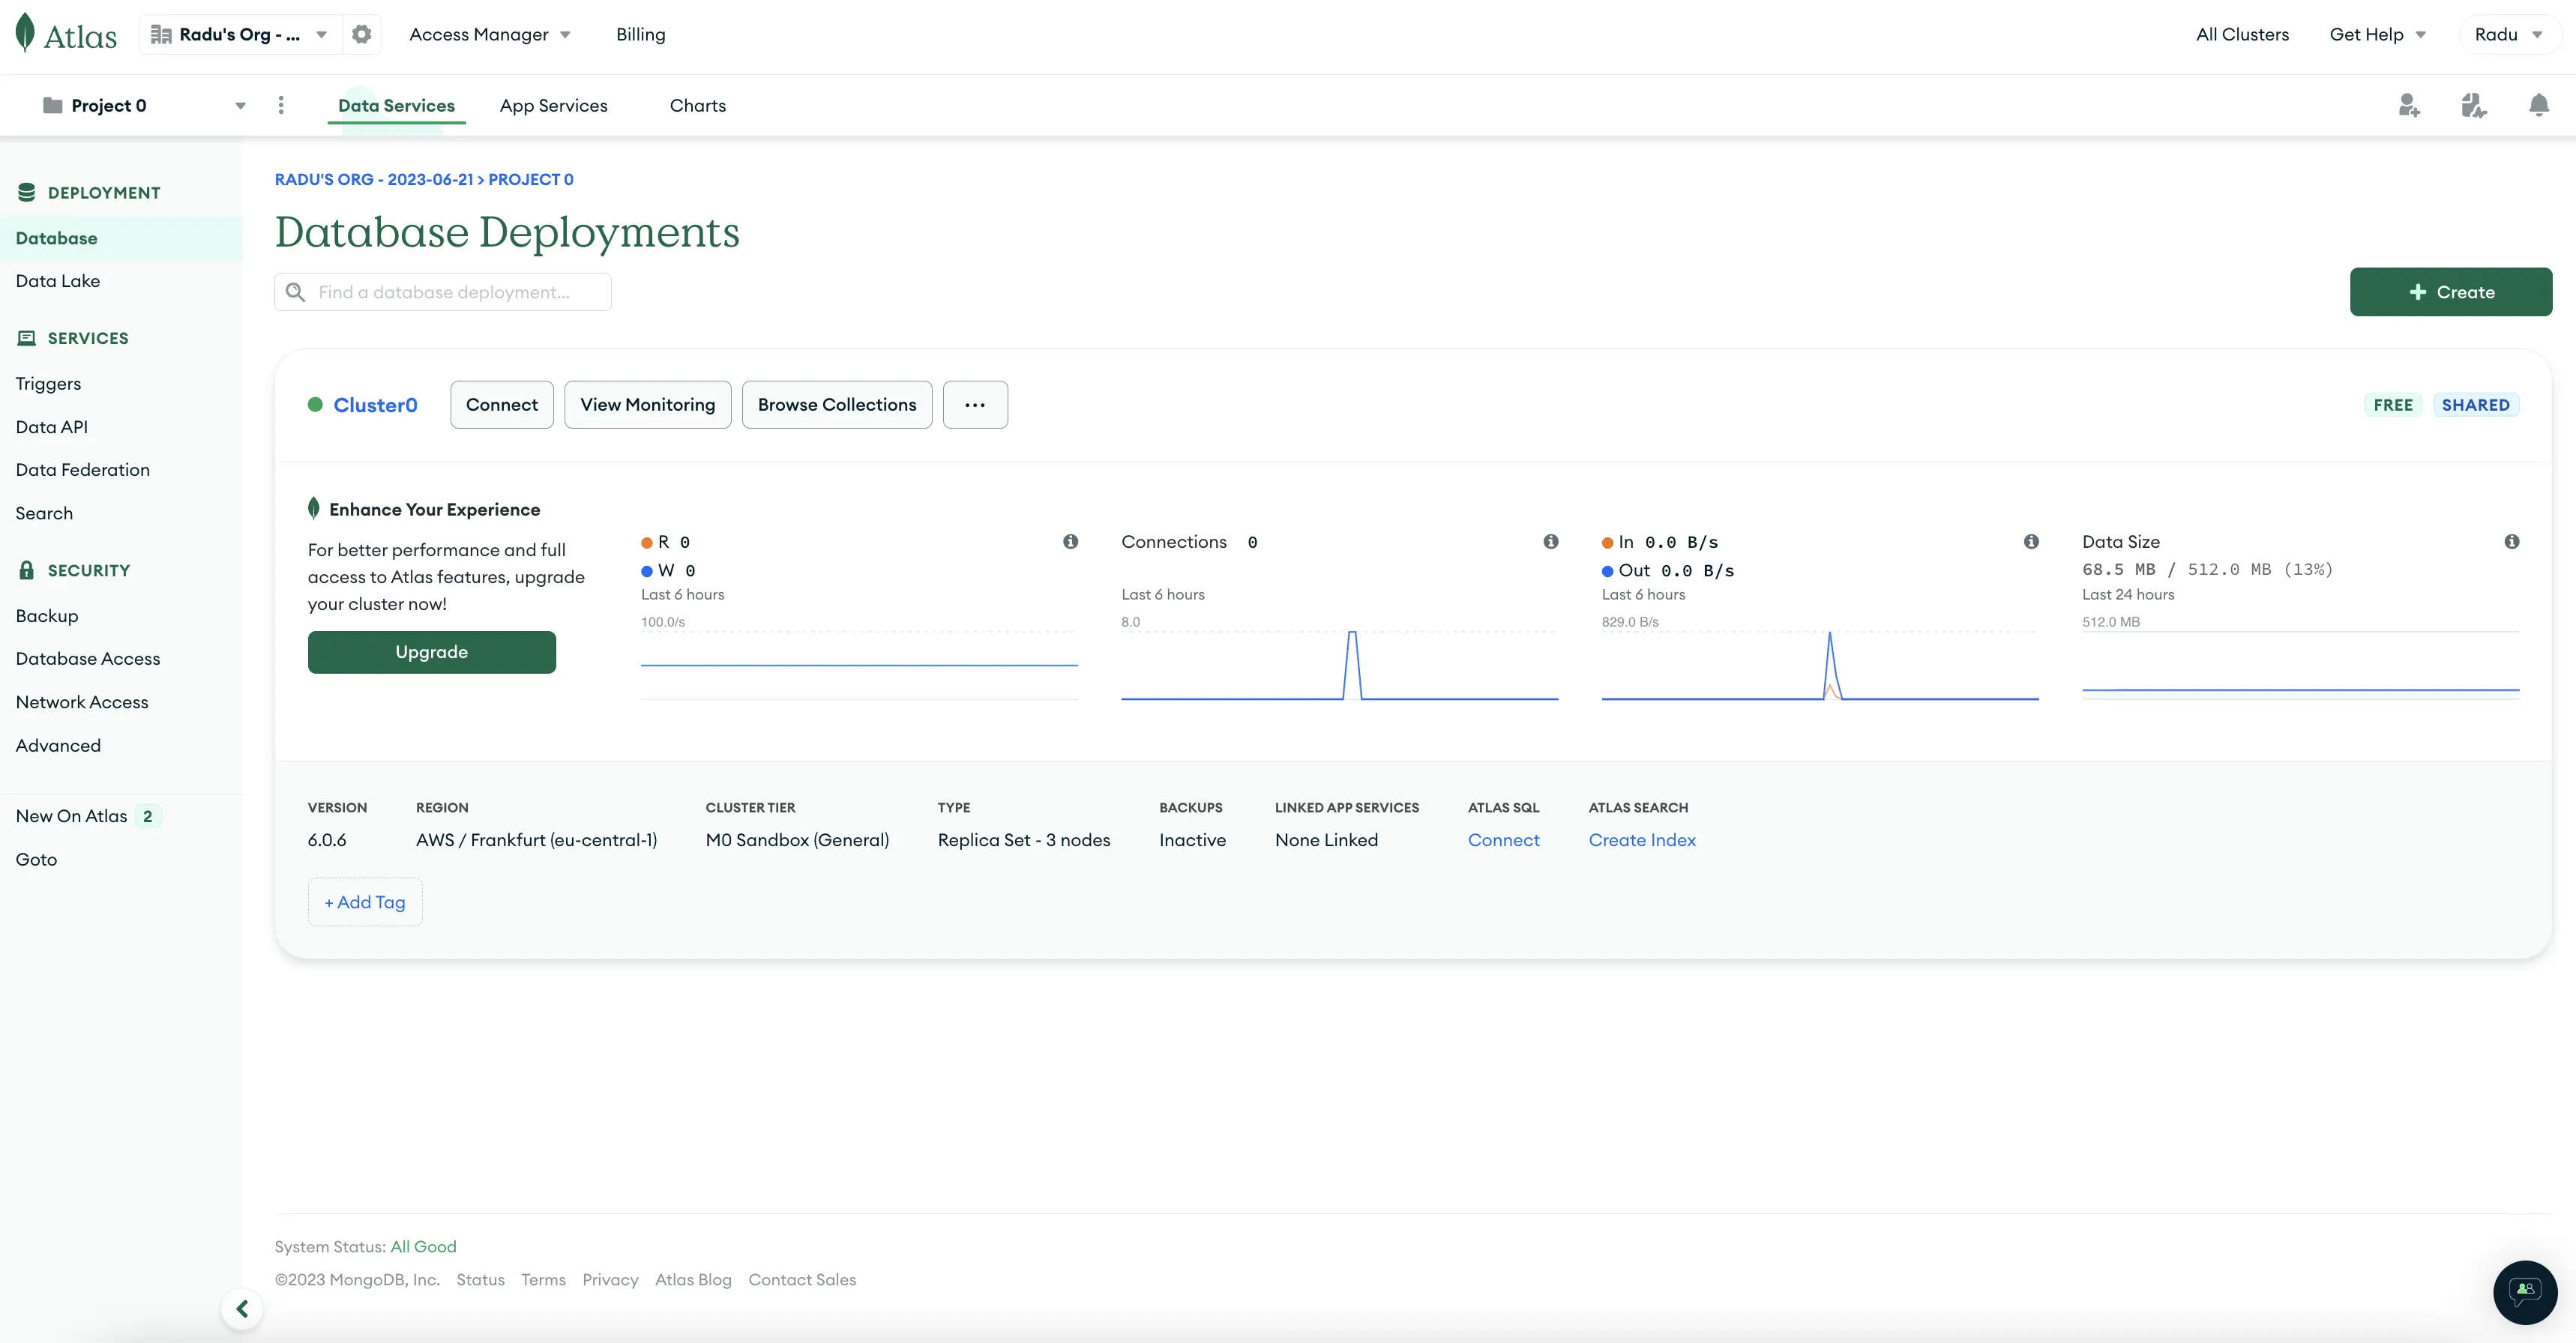 Atlas
Radu's Org - ...
Access Manager
Billing
All Clusters
Get Help
Radu
Project 0
Data Services
App Services
Charts
DEPLOYMENT
Database
Data Lake
SERVICES
Triggers
Data API
Data Federation
Search
SECURITY
Backup
Database Access
Network Access
Advanced
New On Atlas 2
Goto
RADU'S ORG - 2023-06-21 > PROJECT 0
Database Deployments
Find a database deployment...
+ Create
Cluster0
Connect
View Monitoring
Browse Collections
...
FREE
SHARED
Enhance Your Experience
For better performance and full
access to Atlas features, upgrade
your cluster now!
Upgrade
R 0
W 0
Last 6 hours
100.0/s
Connections 0
Last 6 hours
8.0
In 0.0 B/s
Out 0.0 B/s
Last 6 hours
829.0 B/s
Data Size
68.5 MB / 512.0 MB (13%)
Last 24 hours
512.0 MB
VERSION
6.0.6
REGION
AWS / Frankfurt (eu-central-1)
CLUSTER TIER
M0 Sandbox (General)
TYPE
Replica Set - 3 nodes
BACKUPS
Inactive
LINKED APP SERVICES
None Linked
ATLAS SQL
Connect
ATLAS SEARCH
Create Index
+ Add Tag
System Status: All Good
©2023 MongoDB, Inc. Status Terms Privacy Atlas Blog Contact Sales